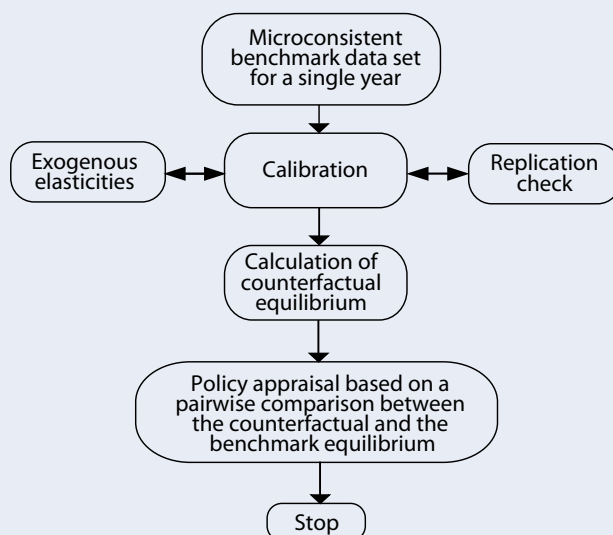 Microconsistent
benchmark data set
for a single year
Exogenous
elasticities
Calibration
Replication
check
Calculation of
counterfactual
equilibrium
Policy appraisal based on a
pairwise comparison between
the counterfactual and the
benchmark equilibrium
Stop